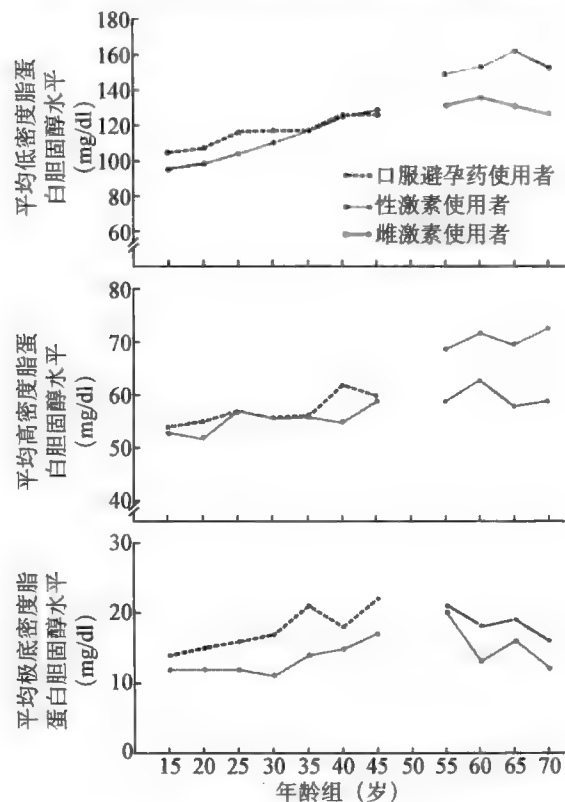 平均低密度脂蛋
白胆固醇水平
(mg/dl)
180
160
140
120
100
80
60
口服避孕药使用者
性激素使用者
雌激素使用者
平均高密度脂蛋
白胆固醇水平
(mg/dl)
80
70
60
50
40
平均极底密度脂
蛋白胆固醇水平
(mg/dl)
30
20
10
0
15 20 25 30 35 40 45 50 55 60 65 70
年龄组(岁)